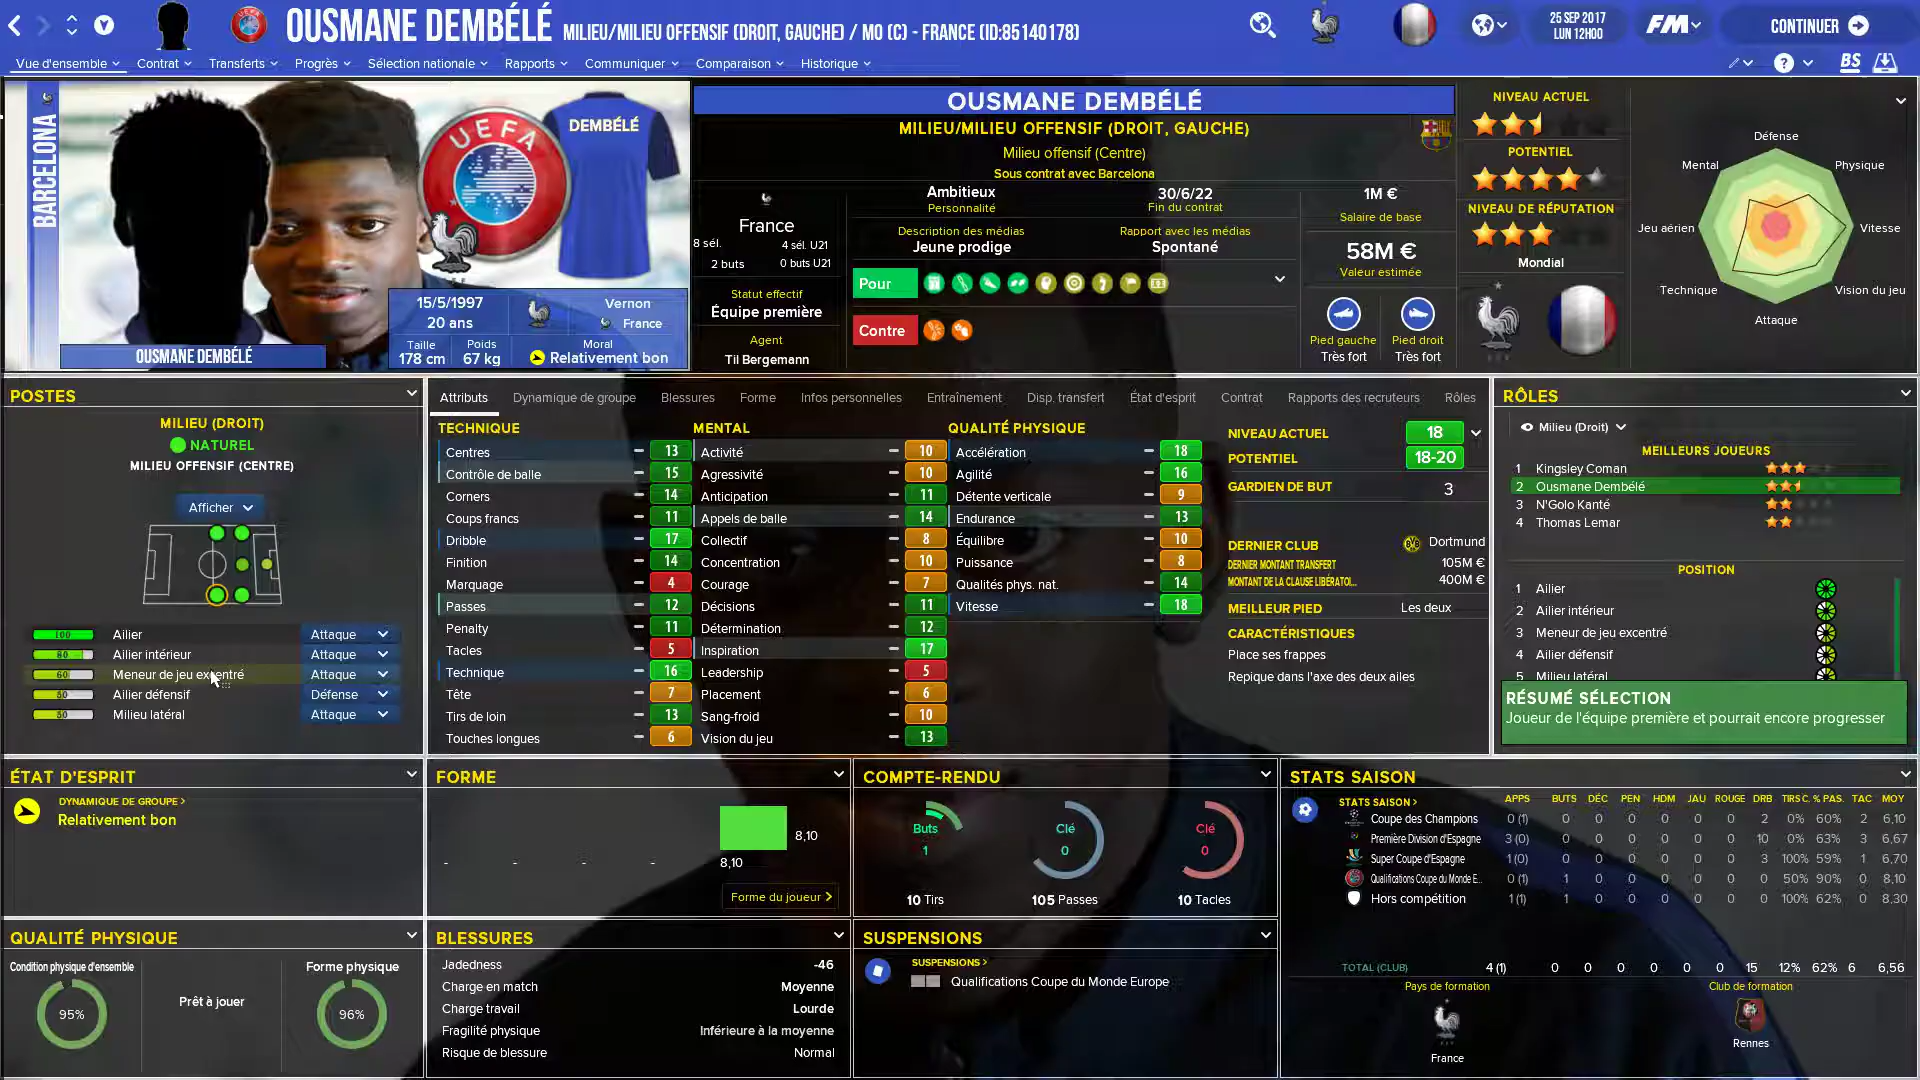 OUSMANE DEMBÉLÉ MILIEU/MILIEU OFFENSIF (DROIT, GAUCHE) / MO (C) - FRANCE (ID:85140178)
25 SEP 2017
LUN 12H00
FM
CONTINUER
Vue d'ensemble Contrat Transferts Progrès Sélection nationale Rapports Communiquer Comparaison Historique
BS
BARCELONA
UEFA
DEMBÉLÉ
15/5/1997
20 ans
Vernon
France
Taille
178 cm
Poids
67 kg
Moral
Relativement bon
OUSMANE DEMBÉLÉ
OUSMANE DEMBÉLÉ
MILIEU/MILIEU OFFENSIF (DROIT, GAUCHE)
Milieu offensif (Centre)
Sous contrat avec Barcelona
France
8 sél. 4 sél. U21
2 buts 0 buts U21
Statut effectif
Équipe première
Agent
Til Bergemann
Ambitieux
Personnalité
30/6/22
Fin du contrat
Description des médias
Jeune prodige
Rapport avec les médias
Spontané
Pour
Contre
1M €
Salaire de base
58M €
Valeur estimée
Pied gauche
Très fort
Pied droit
Très fort
NIVEAU ACTUEL
POTENTIEL
NIVEAU DE RÉPUTATION
Mondial
Défense
Physique
Vitesse
Vision du jeu
Attaque
Technique
Jeu aérien
Mental
POSTES
MILIEU (DROIT)
NATUREL
MILIEU OFFENSIF (CENTRE)
Afficher
100 Ailier Attaque
80 Ailier intérieur Attaque
60 Meneur de jeu excentré Attaque
50 Ailier défensif Défense
50 Milieu latéral Attaque
Attributs Dynamique de groupe Blessures Forme Infos personnelles Entraînement Disp. transfert État d'esprit Contrat Rapports des recruteurs Rôles
TECHNIQUE
Centres - 13
Contrôle de balle - 15
Corners - 14
Coups francs - 11
Dribble - 17
Finition - 14
Marquage - 4
Passes - 12
Penalty - 11
Tacles - 5
Technique - 16
Tête - 7
Tirs de loin - 13
Touches longues - 6
MENTAL
Activité - 10
Agressivité - 10
Anticipation - 11
Appels de balle - 14
Collectif - 8
Concentration - 10
Courage - 7
Décisions - 11
Détermination - 12
Inspiration - 17
Leadership - 5
Placement - 6
Sang-froid - 10
Vision du jeu - 13
QUALITÉ PHYSIQUE
Accélération - 18
Agilité - 16
Détente verticale - 9
Endurance - 13
Équilibre - 10
Puissance - 8
Qualités phys. nat. - 14
Vitesse - 18
NIVEAU ACTUEL 18
POTENTIEL 18-20
GARDIEN DE BUT 3
DERNIER CLUB Dortmund
DERNIER MONTANT TRANSFERT 105M €
MONTANT DE LA CLAUSE LIBÉRATO... 400M €
MEILLEUR PIED Les deux
CARACTÉRISTIQUES
Place ses frappes
Repique dans l'axe des deux ailes
RÔLES
Milieu (Droit)
MEILLEURS JOUEURS
1 Kingsley Coman
2 Ousmane Dembélé
3 N'Golo Kanté
4 Thomas Lemar
POSITION
1 Ailier
2 Ailier intérieur
3 Meneur de jeu excentré
4 Ailier défensif
5 Milieu latéral
RÉSUMÉ SÉLECTION
Joueur de l'équipe première et pourrait encore progresser
ÉTAT D'ESPRIT
DYNAMIQUE DE GROUPE >
Relativement bon
FORME
- - - - 8,10
8,10
Forme du joueur >
COMPTE-RENDU
Buts
1
10 Tirs
Clé
0
105 Passes
Clé
0
10 Tacles
STATS SAISON
STATS SAISON > APPS BUTS DÉC PEN HDM JAU ROUGE DRB TIRS C. % PAS. TAC MOY
Coupe des Champions 0 (1) 0 0 0 0 0 0 2 0% 60% 2 6,10
Première Division d'Espagne 3 (0) 0 0 0 0 0 0 10 0% 63% 3 6,67
Super Coupe d'Espagne 1 (0) 0 0 0 0 0 0 3 100% 59% 1 6,70
Qualifications Coupe du Monde E... 0 (1) 1 0 0 0 0 0 0 50% 90% 0 8,10
Hors compétition 1 (1) 1 0 0 0 0 0 0 100% 62% 0 8,30
TOTAL (CLUB) 4 (1) 0 0 0 0 0 0 15 12% 62% 6 6,56
Pays de formation
France
Club de formation
Rennes
QUALITÉ PHYSIQUE
Condition physique d'ensemble
95%
Prêt à jouer
Forme physique
96%
BLESSURES
Jadedness -46
Charge en match Moyenne
Charge travail Lourde
Fragilité physique Inférieure à la moyenne
Risque de blessure Normal
SUSPENSIONS
SUSPENSIONS >
Qualifications Coupe du Monde Europe